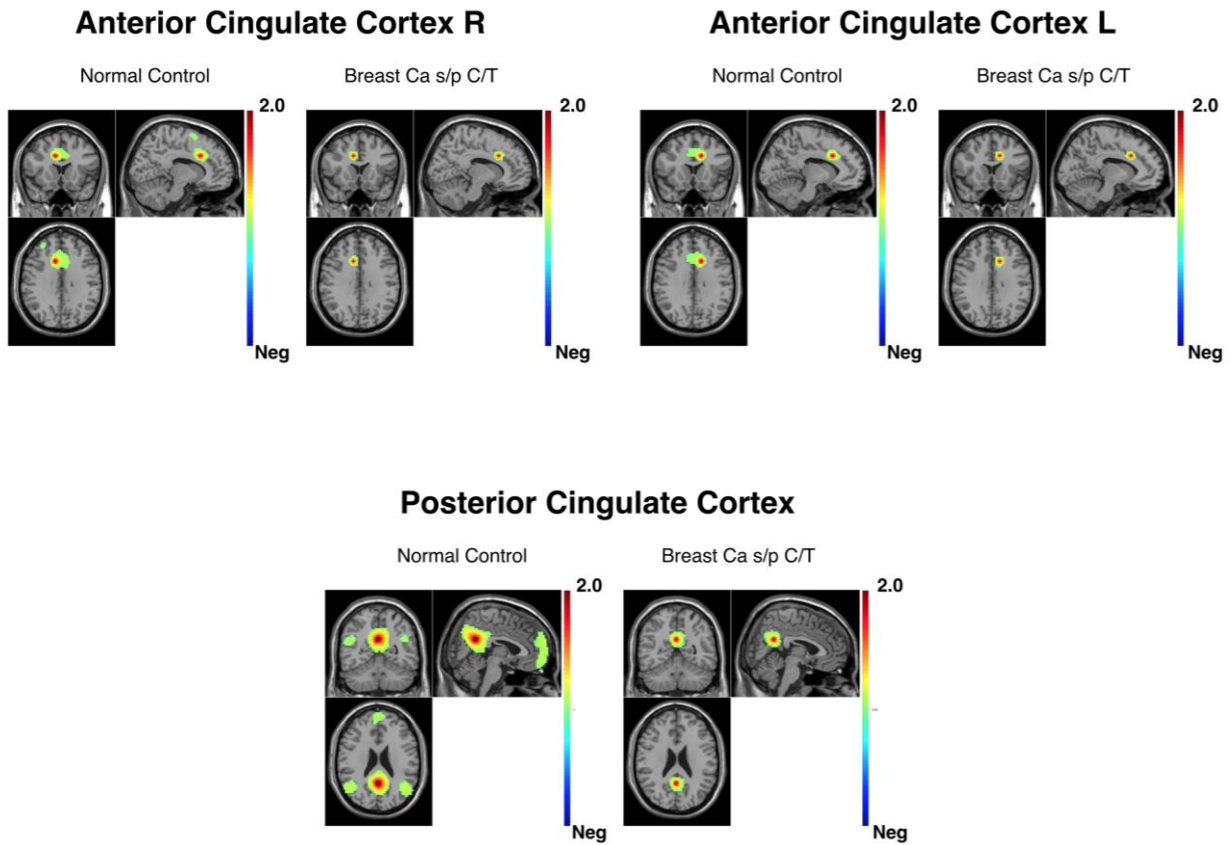 Anterior Cingulate Cortex R
Anterior Cingulate Cortex L
Normal Control
Breast Ca s/p C/T
Normal Control
Breast Ca s/p C/T
2.0
2.0
2.0
2.0
Neg
Neg
Neg
Neg
Posterior Cingulate Cortex
Normal Control
Breast Ca s/p C/T
2.0
2.0
Neg
Neg